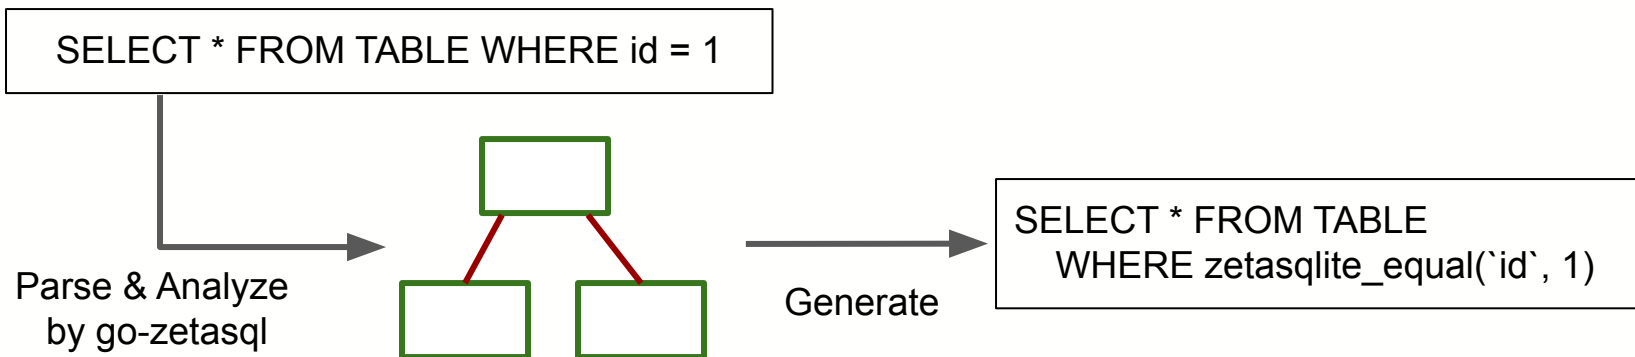 SELECT * FROM TABLE WHERE id = 1
Parse & Analyze
by go-zetasql
Generate
SELECT * FROM TABLE
WHERE zetasqlite_equal(`id`, 1)